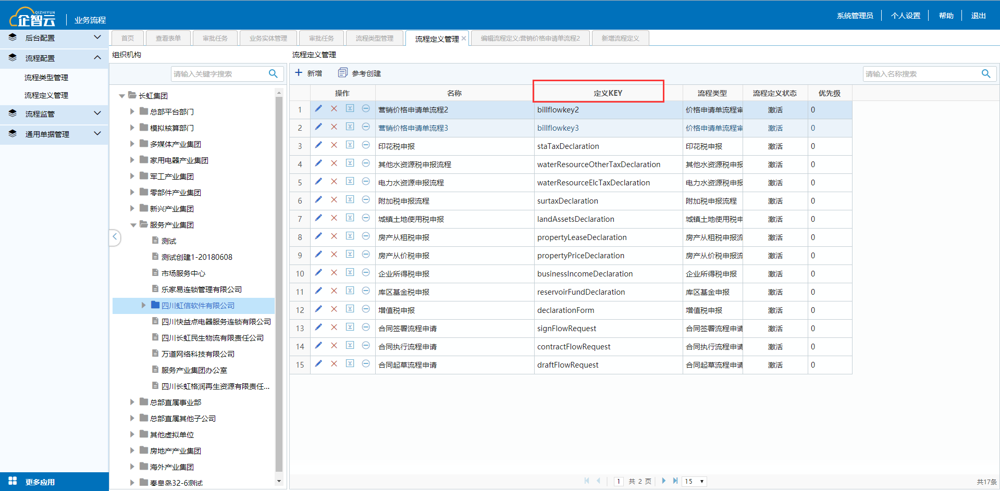 QIZHIYUN
企智云
业务流程
系统管理员
个人设置
帮助
退出
后台配置
流程配置
流程类型管理
流程定义管理
流程监管
通用单据管理
更多应用
首页
查看表单
审批任务
业务实体管理
审批任务
流程类型管理
流程定义管理
编辑流程定义:营销价格申请单流程2
新增流程定义
组织机构
请输入关键字搜索
长虹集团
总部平台部门
模拟核算部门
多媒体产业集团
家用电器产业集团
军工产业集团
零部件产业集团
新兴产业集团
服务产业集团
测试
测试创建1-20180608
市场服务中心
乐家易连锁管理有限公司
四川虹信软件有限公司
四川快益点电器服务连锁有限公司
四川长虹民生物流有限责任公司
万道网络科技有限公司
服务产业集团办公室
四川长虹格润再生资源有限责任...
总部直属事业部
总部直属其他子公司
其他虚拟单位
房地产产业集团
海外产业集团
秦皇岛32-6测试
流程定义管理
新增
参考创建
请输入名称搜索
操作 名称 定义KEY 流程类型 流程定义状态 优先级
1 营销价格申请单流程2 billflowkey2 价格申请单流程审 激活 0
2 营销价格申请单流程3 billflowkey3 价格申请单流程审 激活 0
3 印花税申报 staTaxDeclaration 印花税申报 激活 0
4 其他水资源税申报流程 waterResourceOtherTaxDeclaration 其他水资源税申报 激活 0
5 电力水资源申报流程 waterResourceElcTaxDeclaration 电力水资源税申报 激活 0
6 附加税申报流程 surtaxDeclaration 附加税申报流程 激活 0
7 城镇土地使用税申报 landAssetsDeclaration 城镇土地使用税申 激活 0
8 房产从租税申报 propertyLeaseDeclaration 房产从租税申报流 激活 0
9 房产从价税申报 propertyPriceDeclaration 房产从价税申报流 激活 0
10 企业所得税申报 businessIncomeDeclaration 企业所得税申报 激活 0
11 库区基金税申报 reservoirFundDeclaration 库区基金申报 激活 0
12 增值税申报 declarationForm 增值税申报 激活 0
13 合同签署流程申请 signFlowRequest 合同签署流程申请 激活 0
14 合同执行流程申请 contractFlowRequest 合同执行流程申请 激活 0
15 合同起草流程申请 draftFlowRequest 合同起草流程申请 激活 0
1 共 2 页 15
共17条